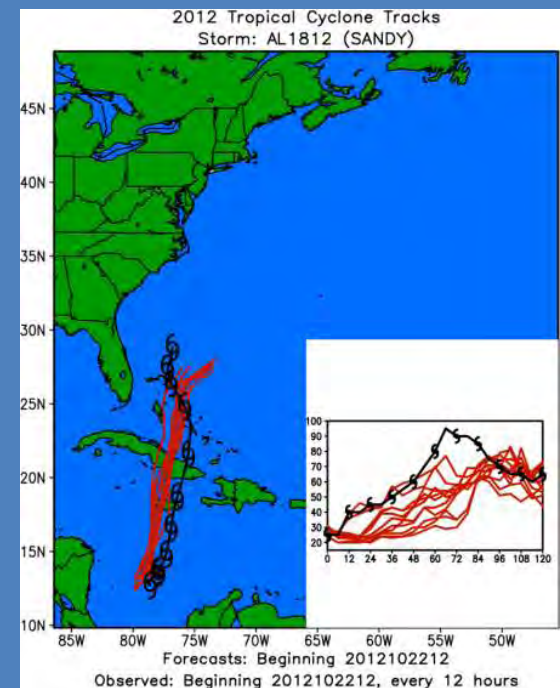 2012 Tropical Cyclone Tracks
Storm: AL1812 (SANDY)
45N
40N
35N
30N
25N
20N
15N
10N
100
90
80
70
60
50
40
30
20
0 12 24 36 48 60 72 84 96 108 120
85W 80W 75W 70W 65W 60W 55W 50W
Forecasts: Beginning 2012102212
Observed: Beginning 2012102212, every 12 hours